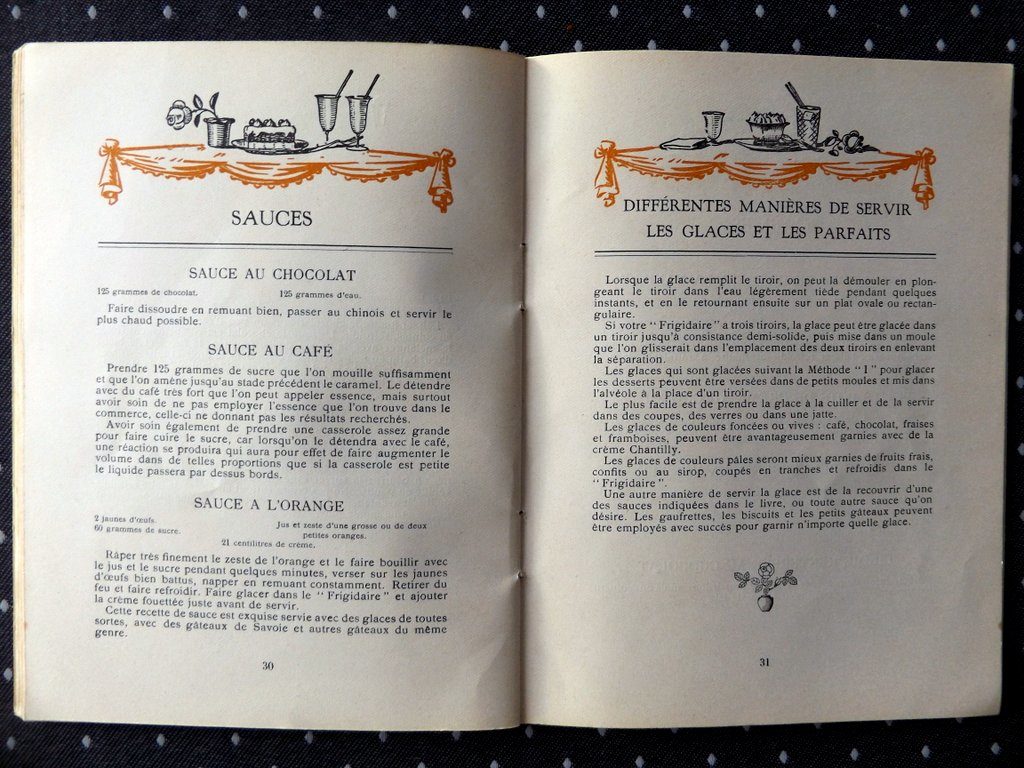 SAUCES
SAUCE AU CHOCOLAT
125 grammes de chocolat. 125 grammes d'eau.
Faire dissoudre en remuant bien, passer au chinois et servir le
plus chaud possible.
SAUCE AU CAFÉ
Prendre 125 grammes de sucre que l'on mouille suffisamment
et que l'on amène jusqu'au stade précédent le caramel. Le détendre
avec du café très fort que l'on peut appeler essence, mais surtout
avoir soin de ne pas employer l'essence que l'on trouve dans le
commerce, celle-ci ne donnant pas les résultats recherchés.
Avoir soin également de prendre une casserole assez grande
pour faire cuire le sucre, car lorsqu'on le détendra avec le café,
une réaction se produira qui aura pour effet de faire augmenter le
volume dans de telles proportions que si la casserole est petite
le liquide passera par dessus bords.
SAUCE A L'ORANGE
2 jaunes d'œufs. Jus et zeste d'une grosse ou de deux
60 grammes de sucre. petites oranges.
21 centilitres de crème.
Râper très finement le zeste de l'orange et le faire bouillir avec
le jus et le sucre pendant quelques minutes, verser sur les jaunes
d'œufs bien battus, napper en remuant constamment. Retirer du
feu et faire refroidir. Faire glacer dans le " Frigidaire " et ajouter
la crème fouettée juste avant de servir.
Cette recette de sauce est exquise servie avec des glaces de toutes
sortes, avec des gâteaux de Savoie et autres gâteaux du même
genre.
30
DIFFÉRENTES MANIÈRES DE SERVIR
LES GLACES ET LES PARFAITS
Lorsque la glace remplit le tiroir, on peut la démouler en plon-
geant le tiroir dans l'eau légèrement tiède pendant quelques
instants, et en le retournant ensuite sur un plat ovale ou rectan-
gulaire.
Si votre " Frigidaire " a trois tiroirs, la glace peut être glacée dans
un tiroir jusqu'à consistance demi-solide, puis mise dans un moule
que l'on glisserait dans l'emplacement des deux tiroirs en enlevant
la séparation.
Les glaces qui sont glacées suivant la Méthode " 1 " pour glacer
les desserts peuvent être versées dans de petits moules et mis dans
l'alvéole à la place d'un tiroir.
Le plus facile est de prendre la glace à la cuiller et de la servir
dans des coupes, des verres ou dans une jatte.
Les glaces de couleurs foncées ou vives : café, chocolat, fraises
et framboises, peuvent être avantageusement garnies avec de la
crème Chantilly.
Les glaces de couleurs pâles seront mieux garnies de fruits frais,
confits ou au sirop, coupés en tranches et refroidis dans le
" Frigidaire ".
Une autre manière de servir la glace est de la recouvrir d'une
des sauces indiquées dans le livre, ou toute autre sauce qu'on
désire. Les gaufrettes, les biscuits et les petits gâteaux peuvent
être employés avec succès pour garnir n'importe quelle glace.
31